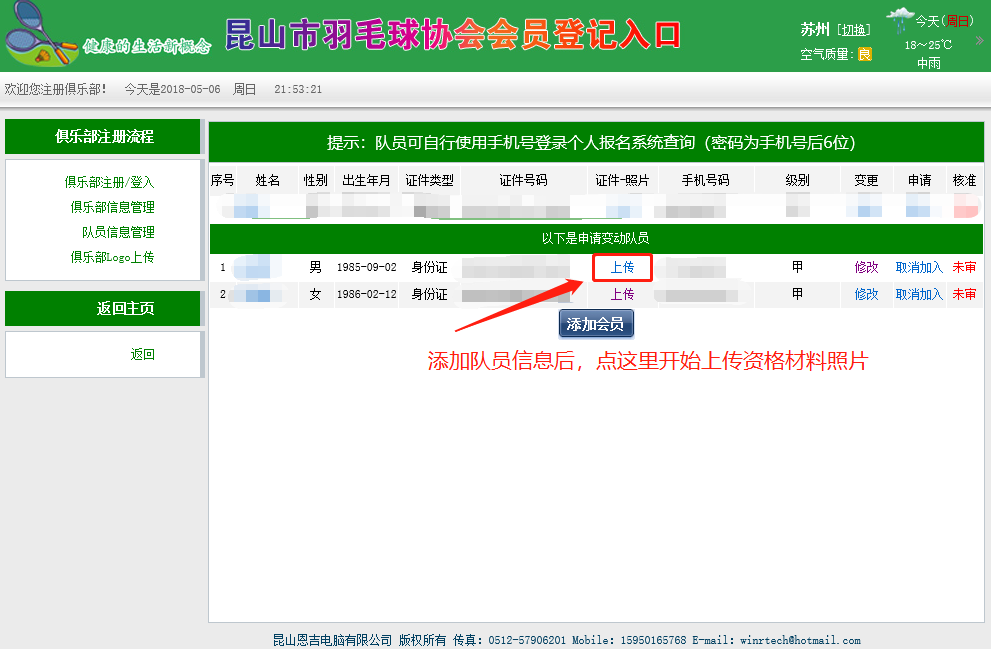 健康的生活新概念
昆山市羽毛球协会会员登记入口
苏州 [切换]
空气质量：良
今天(周日)
18～25℃
中雨
欢迎您注册俱乐部！ 今天是2018-05-06 周日 21:53:21
俱乐部注册流程
俱乐部注册/登入
俱乐部信息管理
队员信息管理
俱乐部Logo上传
返回主页
返回
提示：队员可自行使用手机号登录个人报名系统查询（密码为手机号后6位）
序号 姓名 性别 出生年月 证件类型 证件号码 证件-照片 手机号码 级别 变更 申请 核准
以下是申请变动队员
1 男 1985-09-02 身份证 上传 甲 修改 取消加入 未审
2 女 1986-02-12 身份证 上传 甲 修改 取消加入 未审
添加会员
添加队员信息后，点这里开始上传资格材料照片
昆山恩吉电脑有限公司 版权所有 传真：0512-57906201 Mobile：15950165768 E-mail：winrtech@hotmail.com